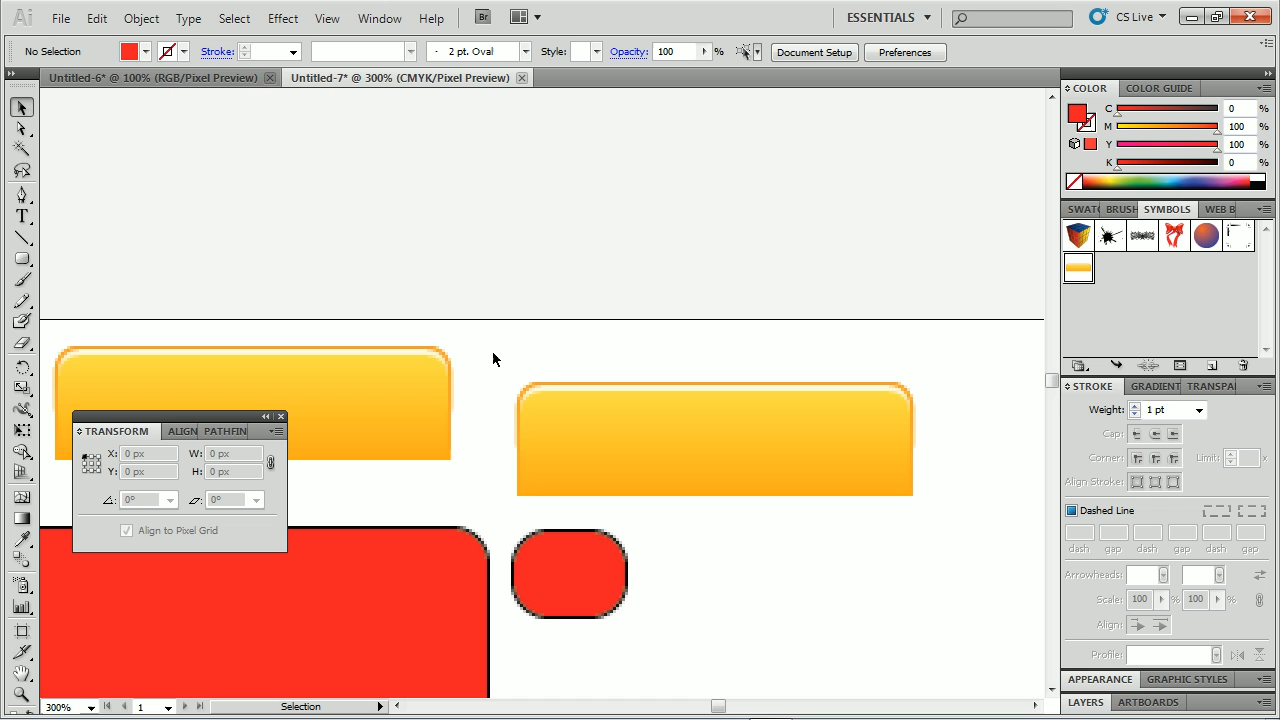 Ai File Edit Object Type Select Effect View Window Help Br ESSENTIALS CS Live
No Selection Stroke: - 2 pt. Oval Style: Opacity: 100 % Document Setup Preferences
Untitled-6* @ 100% (RGB/Pixel Preview) Untitled-7* @ 300% (CMYK/Pixel Preview)
COLOR COLOR GUIDE
C 0 %
M 100 %
Y 100 %
K 0 %
SWAT BRUSH SYMBOLS WEB B
STROKE GRADIENT TRANSPA
Weight: 1 pt
Cap:
Corner: Limit: x
Align Stroke:
Dashed Line
dash gap dash gap dash gap
Arrowheads:
Scale: 100 % 100 %
Align:
Profile:
APPEARANCE GRAPHIC STYLES
LAYERS ARTBOARDS
TRANSFORM ALIGN PATHFIN
X: 0 px W: 0 px
Y: 0 px H: 0 px
0° 0°
Align to Pixel Grid
T
300% 1 Selection